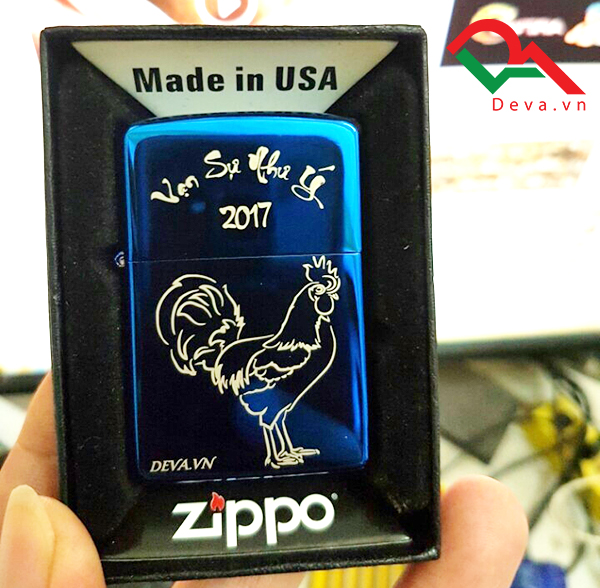 Deva.vn
Made in USA
Vạn Sự Như Ý
2017
DEVA.VN
zippo®